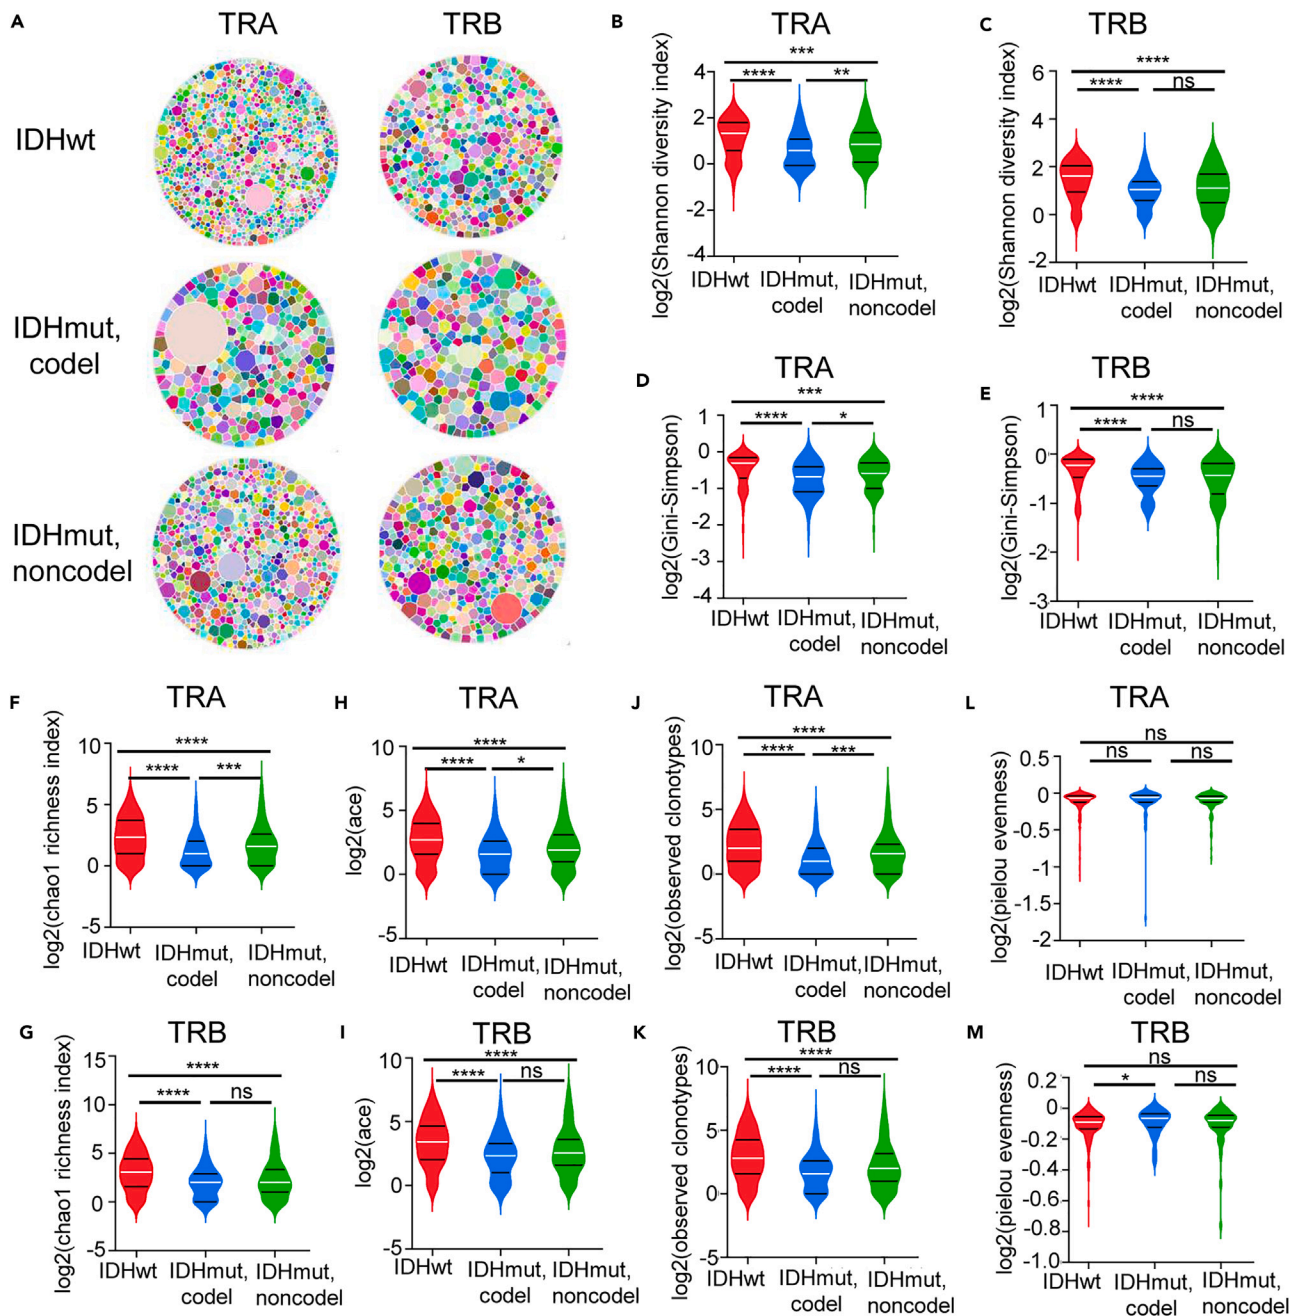 A
TRA
TRB
IDHwt
IDHmut,
codel
IDHmut,
noncodel
B
TRA
log2(Shannon diversity index)
***
****
**
4
2
0
-2
-4
IDHwt
IDHmut,
codel
IDHmut,
noncodel
C
TRB
log2(Shannon diversity index)
****
****
ns
6
4
2
0
-2
IDHwt
IDHmut,
codel
IDHmut,
noncodel
D
TRA
log2(Gini-Simpson)
***
****
*
1
0
-1
-2
-3
-4
IDHwt
IDHmut,
codel
IDHmut,
noncodel
E
TRB
log2(Gini-Simpson)
****
****
ns
1
0
-1
-2
-3
IDHwt
IDHmut,
codel
IDHmut,
noncodel
F
TRA
log2(chao1 richness index)
****
****
***
10
5
0
-5
IDHwt
IDHmut,
codel
IDHmut,
noncodel
H
TRA
log2(ace)
****
****
*
10
5
0
-5
IDHwt
IDHmut,
codel
IDHmut,
noncodel
J
TRA
log2(observed clonotypes)
****
****
***
10
5
0
-5
IDHwt
IDHmut,
codel
IDHmut,
noncodel
L
TRA
log2(pielou evenness)
ns
ns
ns
0.5
0
-0.5
-1
-1.5
-2
IDHwt
IDHmut,
codel
IDHmut,
noncodel
G
TRB
log2(chao1 richness index)
****
****
ns
15
10
5
0
-5
IDHwt
IDHmut,
codel
IDHmut,
noncodel
I
TRB
log2(ace)
****
****
ns
10
5
0
-5
IDHwt
IDHmut,
codel
IDHmut,
noncodel
K
TRB
log2(observed clonotypes)
****
****
ns
10
5
0
-5
IDHwt
IDHmut,
codel
IDHmut,
noncodel
M
TRB
log2(pielou evenness)
ns
*
ns
0.2
0
-0.2
-0.4
-0.6
-0.8
-1.0
IDHwt
IDHmut,
codel
IDHmut,
noncodel